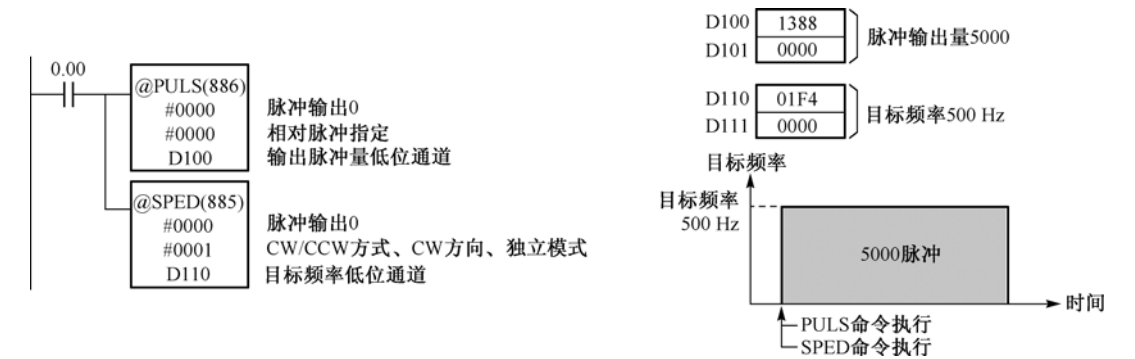 0.00
@PULS(886)
#0000 脉冲输出0
#0000 相对脉冲指定
D100 输出脉冲量低位通道
@SPED(885)
#0000 脉冲输出0
#0001 CW/CCW方式、CW方向、独立模式
D110 目标频率低位通道
D100 1388
D101 0000
脉冲输出量5000
D110 01F4
D111 0000
目标频率500 Hz
目标频率
目标频率
500 Hz
5000脉冲
时间
PULS命令执行
SPED命令执行